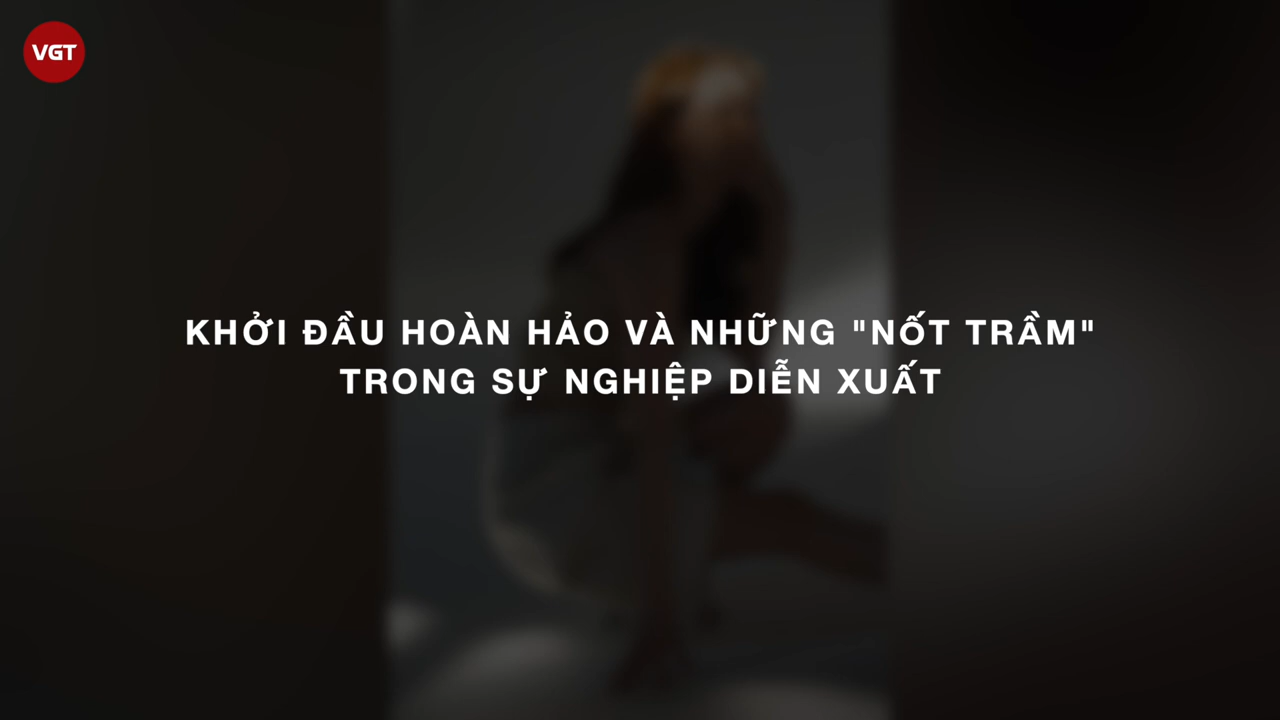 VGT
KHỞI ĐẦU HOÀN HẢO VÀ NHỮNG "NỐT TRẦM"
TRONG SỰ NGHIỆP DIỄN XUẤT